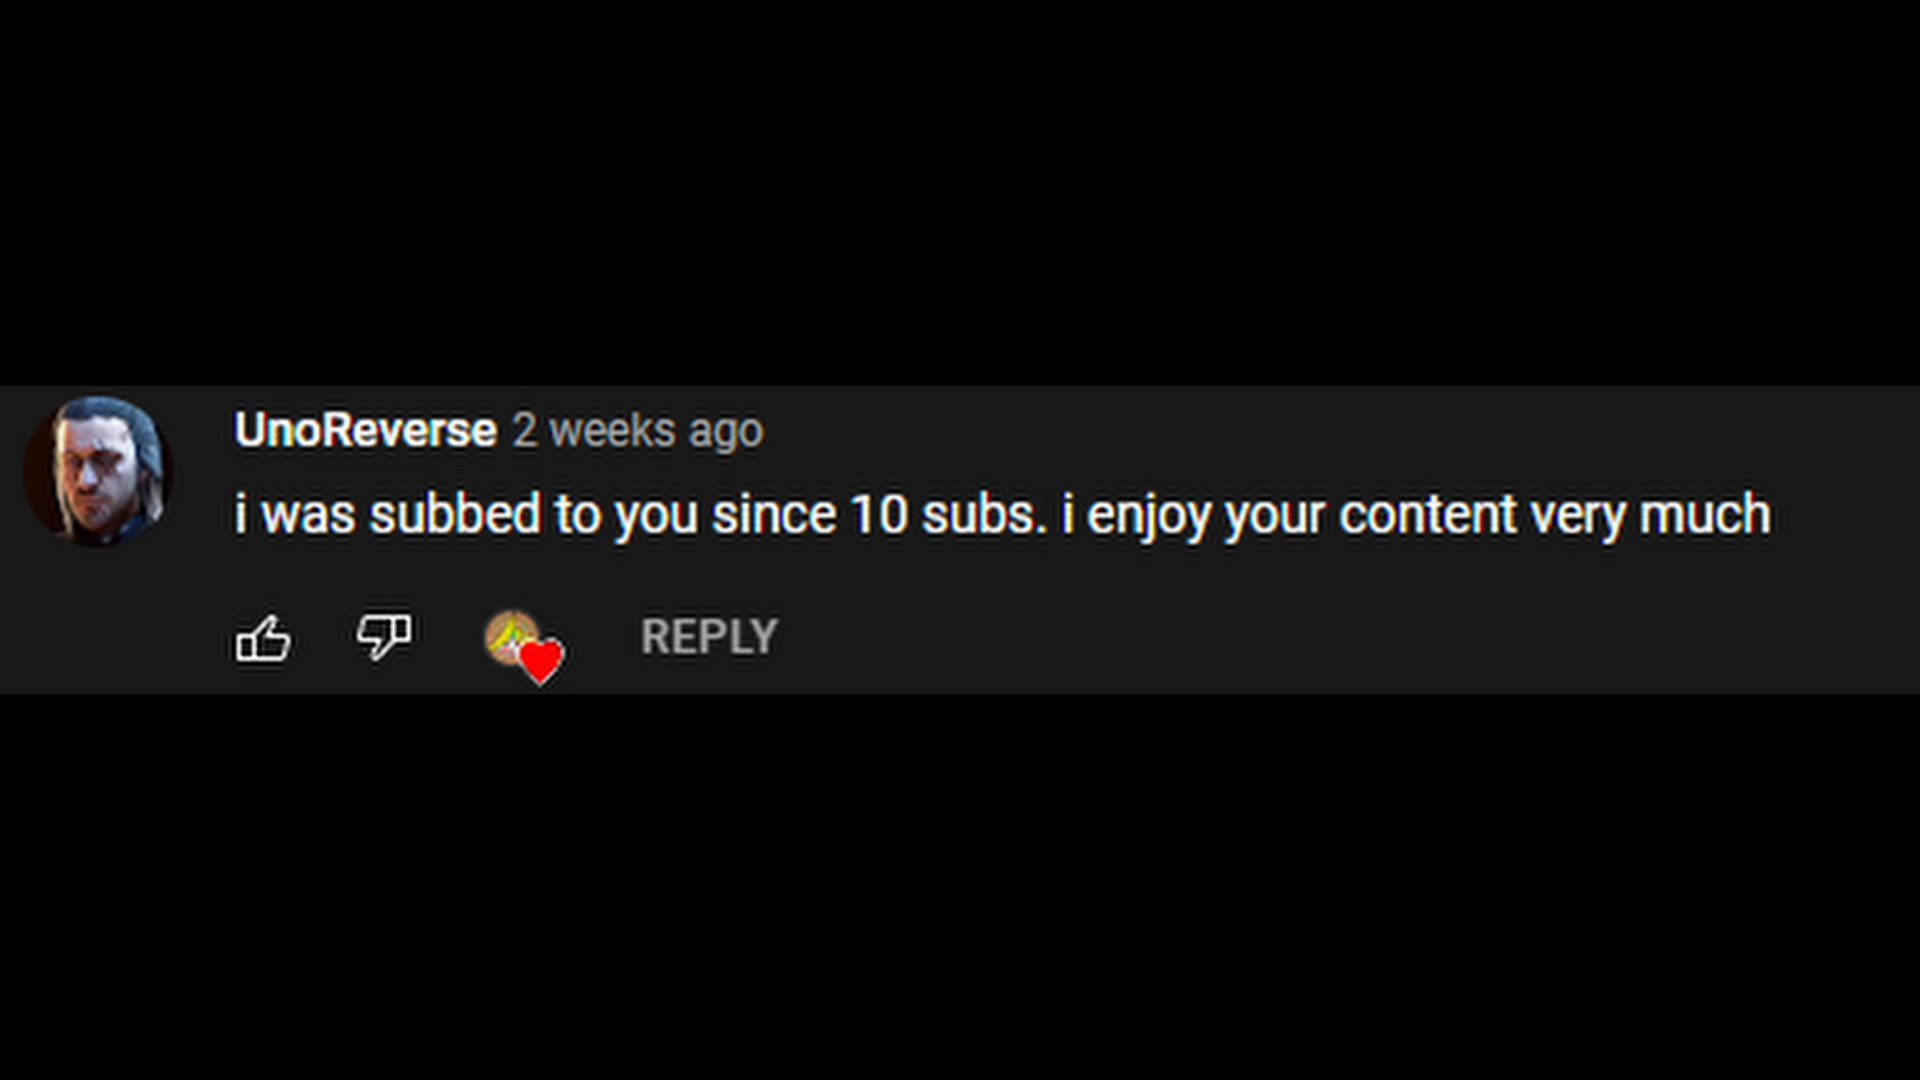 UnoReverse 2 weeks ago
i was subbed to you since 10 subs. i enjoy your content very much
REPLY